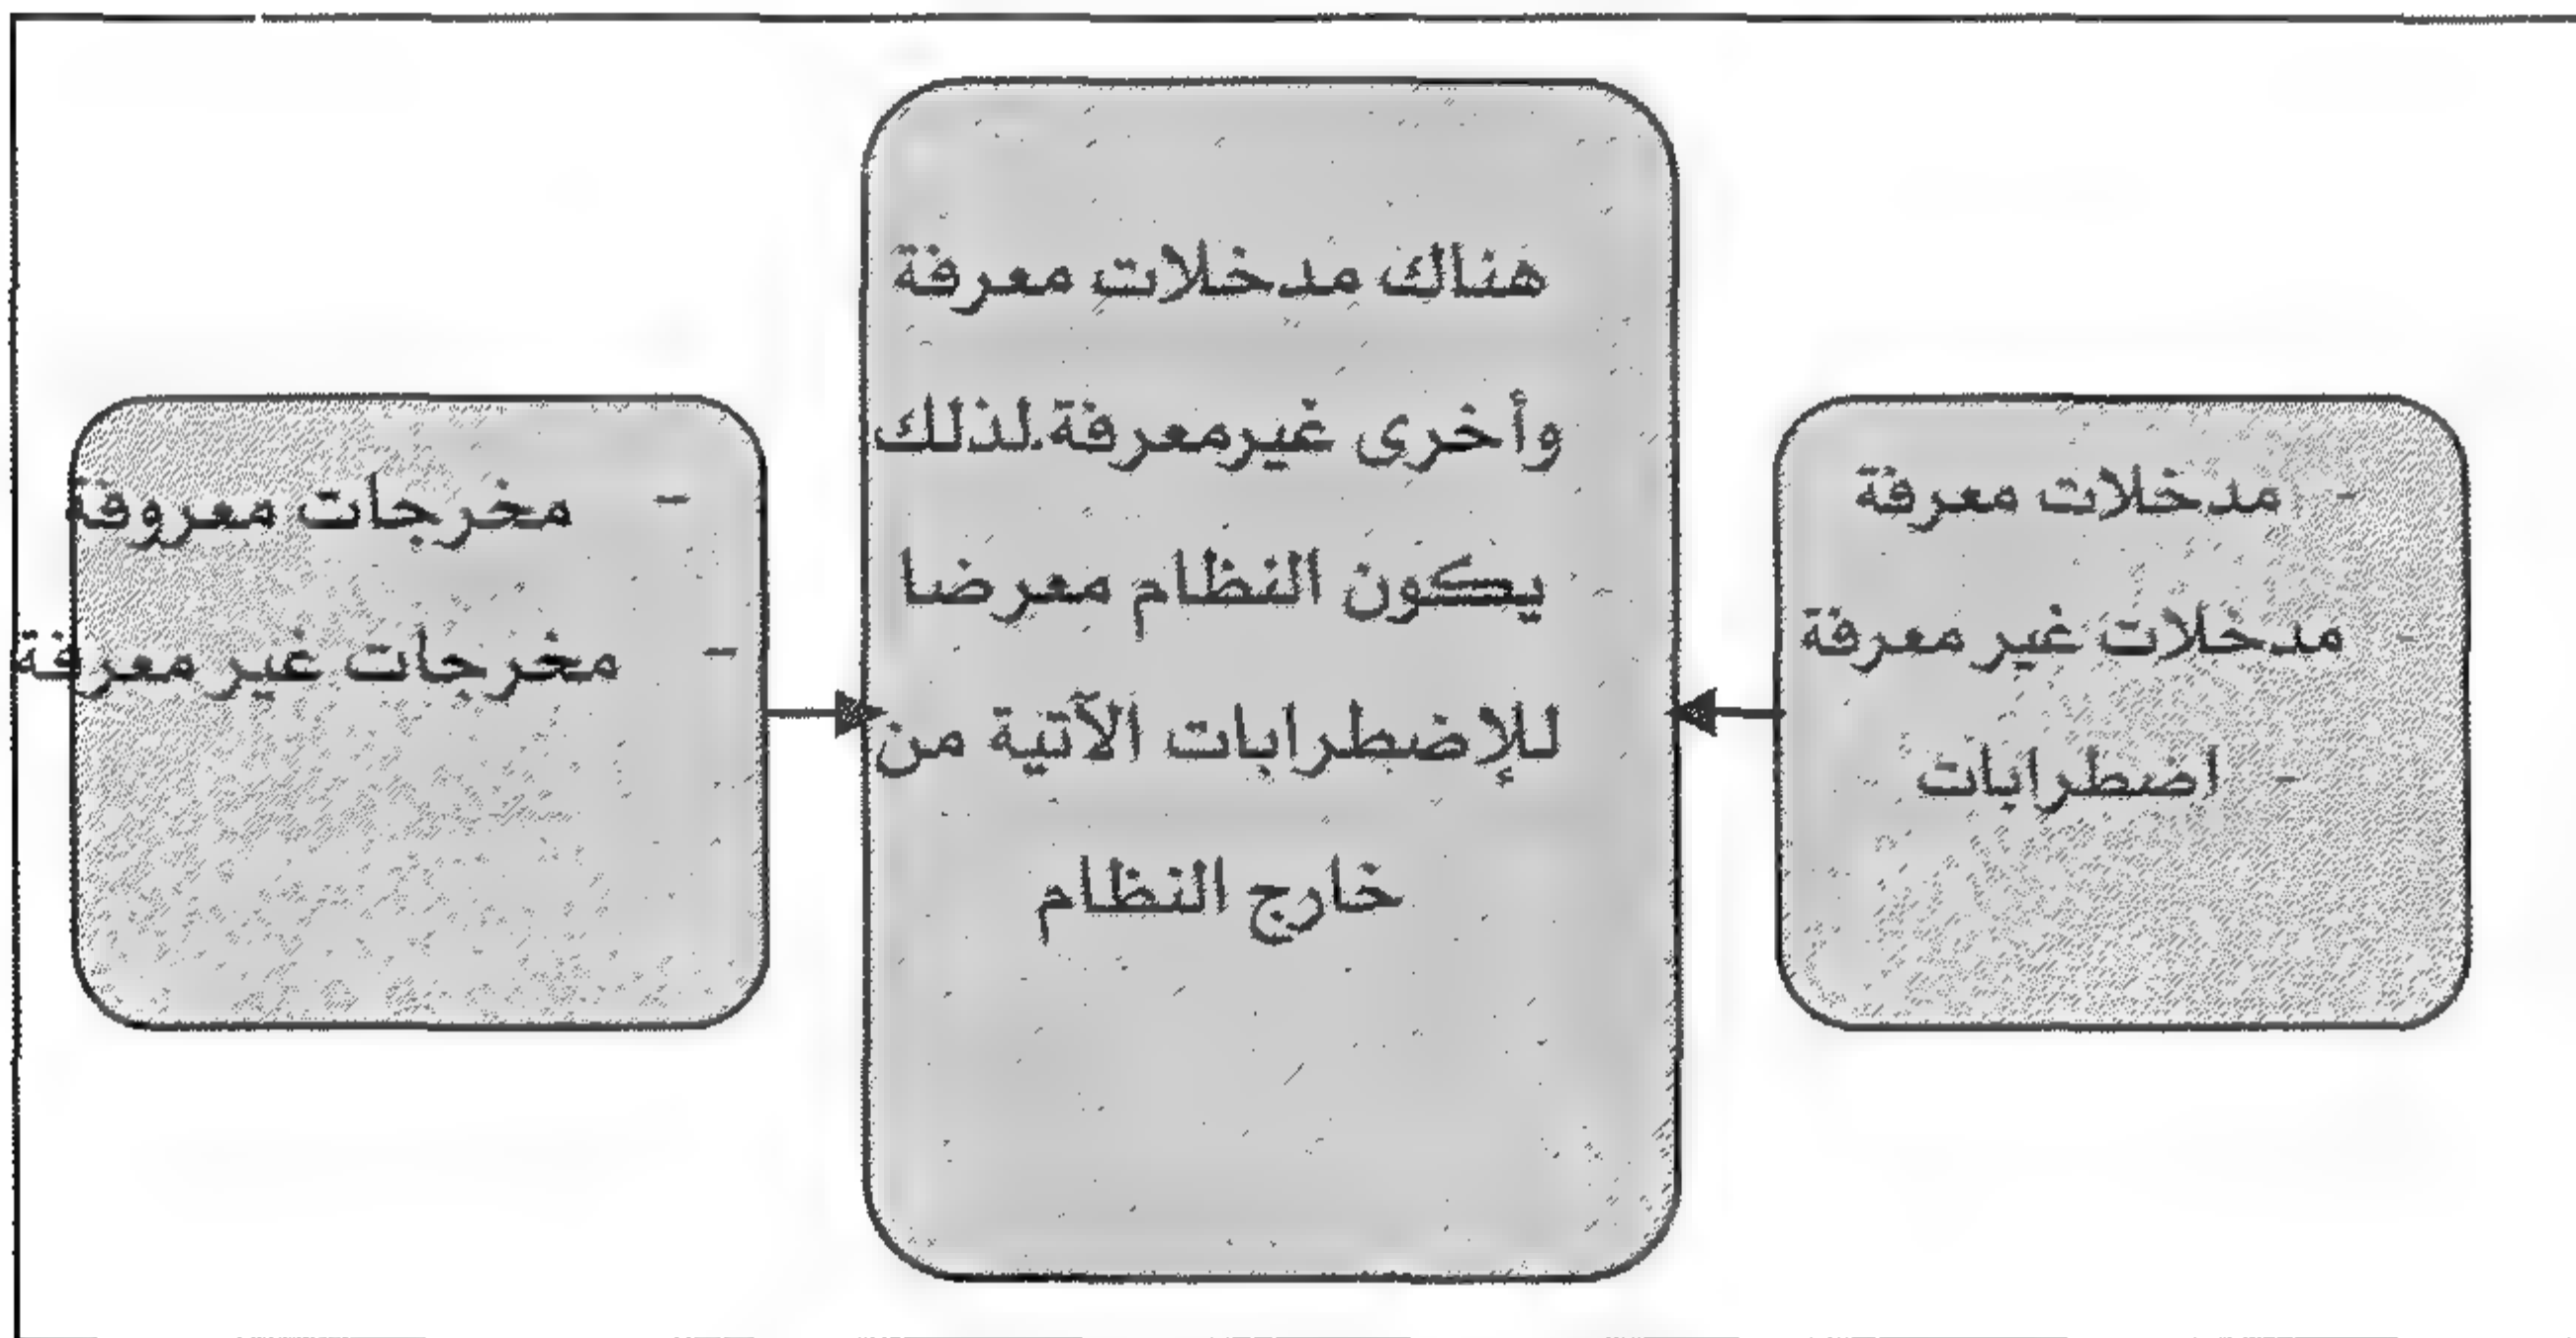 - مدخلات معرفة
- مدخلات غير معرفة
- اضطرابات
هناك مدخلات معرفة
وأخرى غيرمعرفة.لذلك
يكون النظام معرضا
للإضطرابات الآتية من
خارج النظام
- مخرجات معروفة
- مخرجات غير معرفة